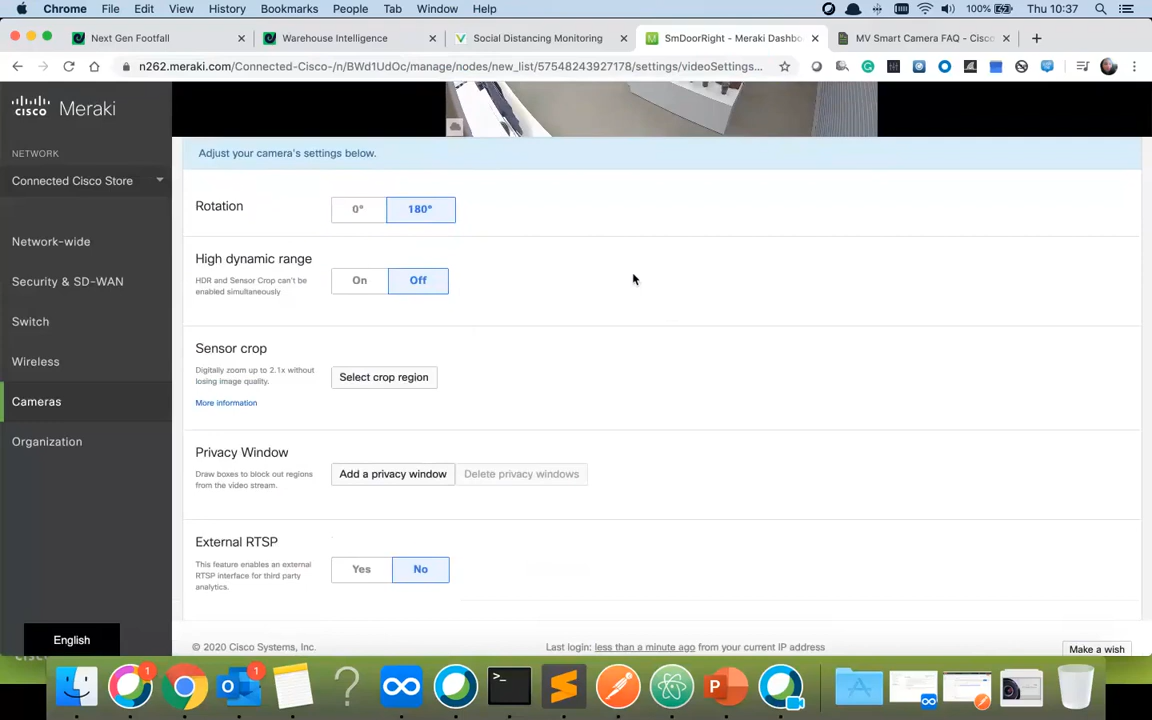 Chrome File Edit View History Bookmarks People Tab Window Help 100% Thu 10:37
Next Gen Footfall Warehouse Intelligence Social Distancing Monitoring SmDoorRight - Meraki Dashbo MV Smart Camera FAQ - Cisco
n262.meraki.com/Connected-Cisco-/n/BWd1UdOc/manage/nodes/new_list/57548243927178/settings/videoSettings...
cisco Meraki
NETWORK
Connected Cisco Store
Network-wide
Security & SD-WAN
Switch
Wireless
Cameras
Organization
English
Adjust your camera's settings below.
Rotation
0° 180°
High dynamic range
HDR and Sensor Crop can't be
enabled simultaneously
On Off
Sensor crop
Digitally zoom up to 2.1x without
losing image quality.
More information
Select crop region
Privacy Window
Draw boxes to block out regions
from the video stream.
Add a privacy window Delete privacy windows
External RTSP
This feature enables an external
RTSP interface for third party
analytics.
Yes No
© 2020 Cisco Systems, Inc. Last login: less than a minute ago from your current IP address Make a wish
1
1